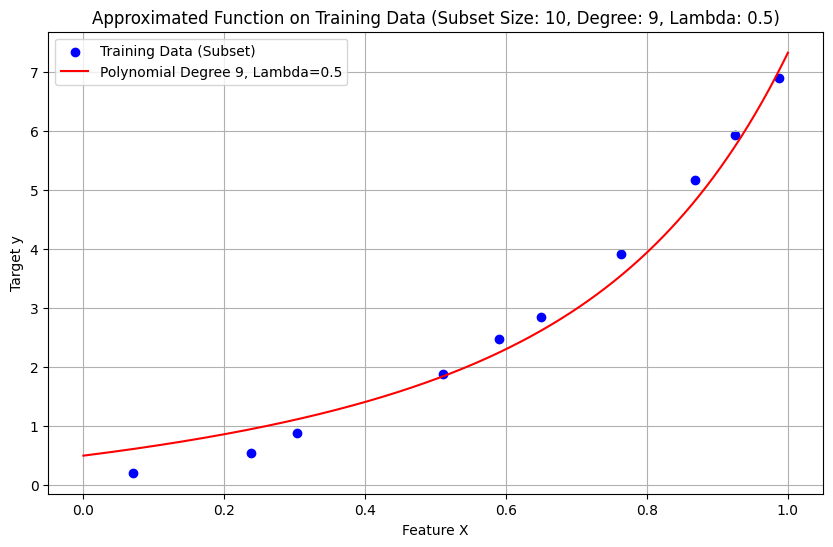 Approximated Function on Training Data (Subset Size: 10, Degree: 9, Lambda: 0.5)
Training Data (Subset)
Polynomial Degree 9, Lambda=0.5
Target y
7
6
5
4
3
2
1
0
0.0 0.2 0.4 0.6 0.8 1.0
Feature X